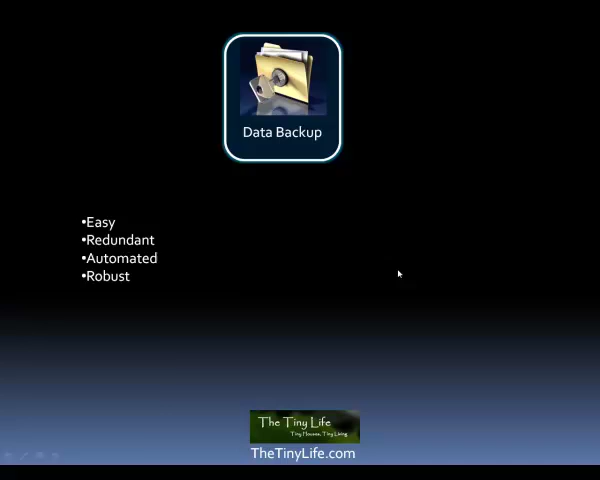 Data Backup
•Easy
•Redundant
•Automated
•Robust
The Tiny Life
Tiny Houses, Tiny Living
TheTinyLife.com